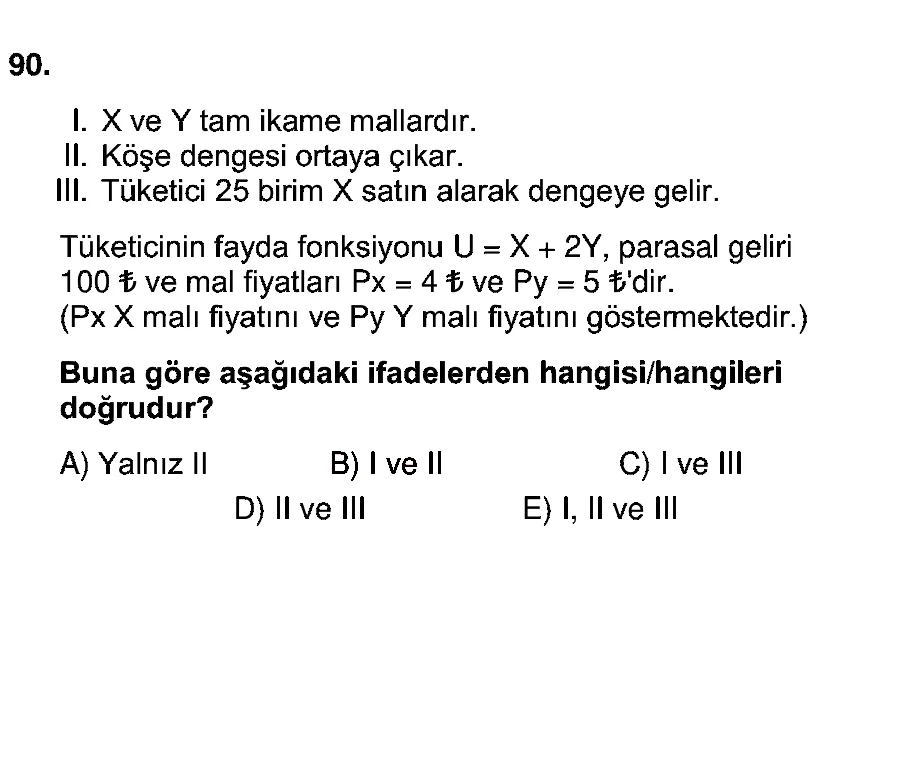 90.
I. X ve Y tam ikame mallardır.
II. Köşe dengesi ortaya çıkar.
III. Tüketici 25 birim X satın alarak dengeye gelir.
Tüketicinin fayda fonksiyonu U = X + 2Y, parasal geliri
100 ₺ ve mal fiyatları Px = 4 ₺ ve Py = 5 ₺'dir.
(Px X malı fiyatını ve Py Y malı fiyatını göstermektedir.)
Buna göre aşağıdaki ifadelerden hangisi/hangileri
doğrudur?
A) Yalnız II B) I ve II C) I ve III
D) II ve III E) I, II ve III